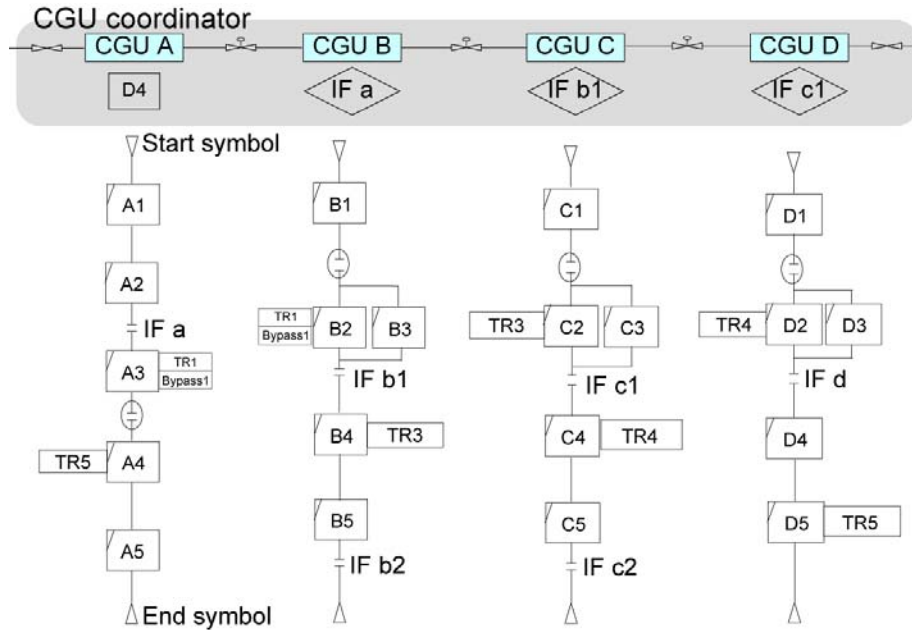 CGU coordinator
CGU A CGU B CGU C CGU D
D4 IF a IF b1 IF c1
Start symbol
A1
A2
IF a
A3
TR1
Bypass1
TR5
A4
A5
End symbol
B1
TR1
Bypass1
B2
B3
IF b1
B4
TR3
B5
IF b2
C1
TR3
C2
C3
IF c1
C4
TR4
C5
IF c2
D1
TR4
D2
D3
IF d
D4
D5
TR5